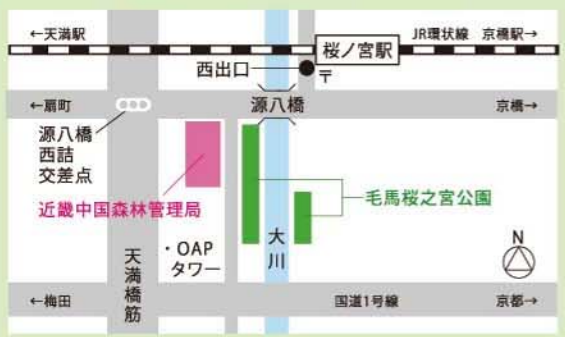 ←天満駅
JR環状線 京橋駅→
桜ノ宮駅
西出口
〒
←扇町
源八橋
京橋→
源八橋
西詰
交差点
近畿中国森林管理局
毛馬桜之宮公園
・OAP
タワー
大川
天満橋筋
N
←梅田
国道1号線
京都→